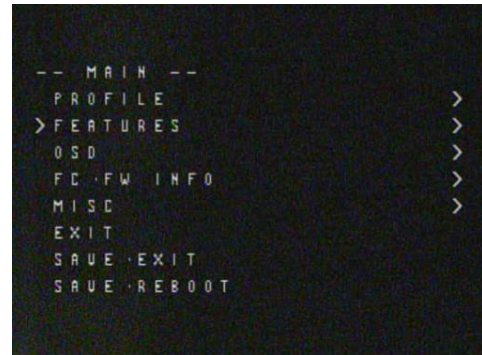 -- MAIN --
PROFILE >
>FEATURES >
OSD >
FC·FW INFO >
MISC >
EXIT
SAVE·EXIT
SAVE·REBOOT